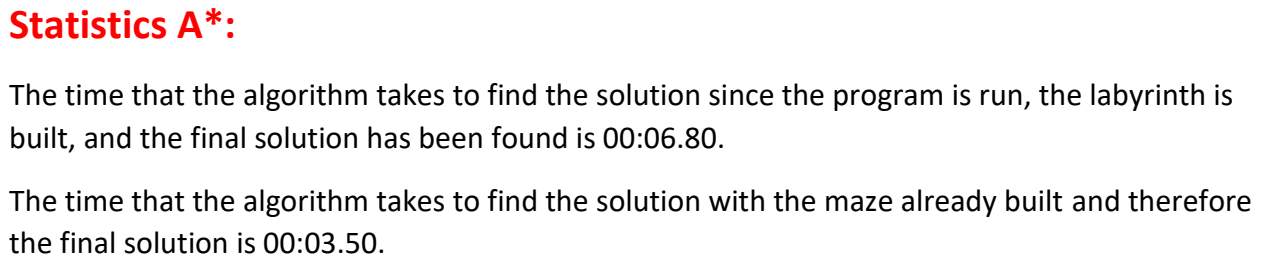 Statistics A*:
The time that the algorithm takes to find the solution since the program is run, the labyrinth is
built, and the final solution has been found is 00:06.80.
The time that the algorithm takes to find the solution with the maze already built and therefore
the final solution is 00:03.50.